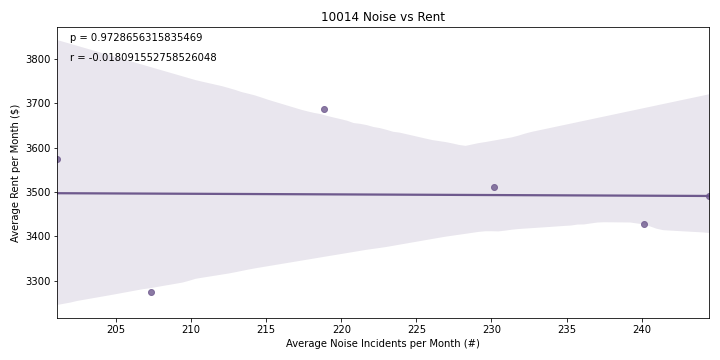 10014 Noise vs Rent
p = 0.9728656315835469
r = -0.018091552758526048
3800
3700
3600
3500
3400
3300
Average Rent per Month ($)
205 210 215 220 225 230 235 240
Average Noise Incidents per Month (#)